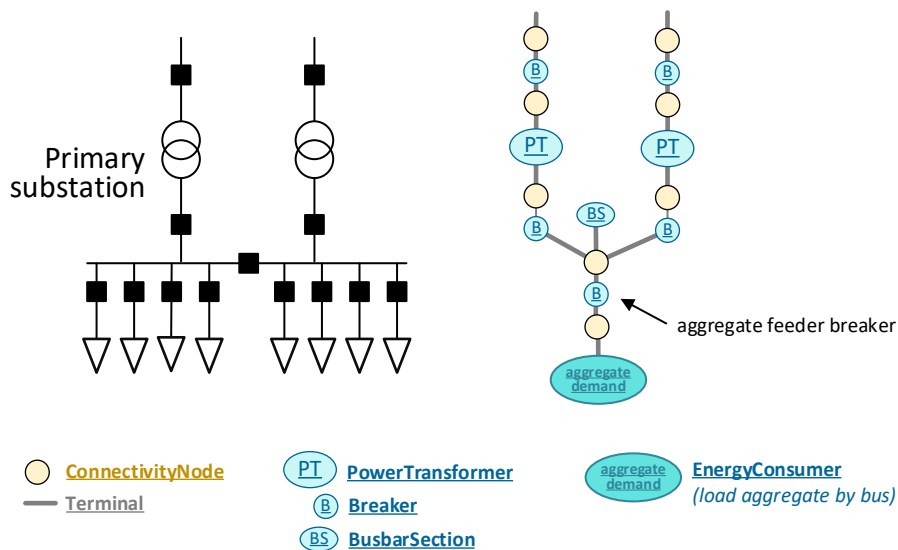 Primary
substation
B
B
PT
PT
BS
B
B
B
aggregate feeder breaker
aggregate
demand
ConnectivityNode
Terminal
PT
PowerTransformer
B
Breaker
BS
BusbarSection
aggregate
demand
EnergyConsumer
(load aggregate by bus)